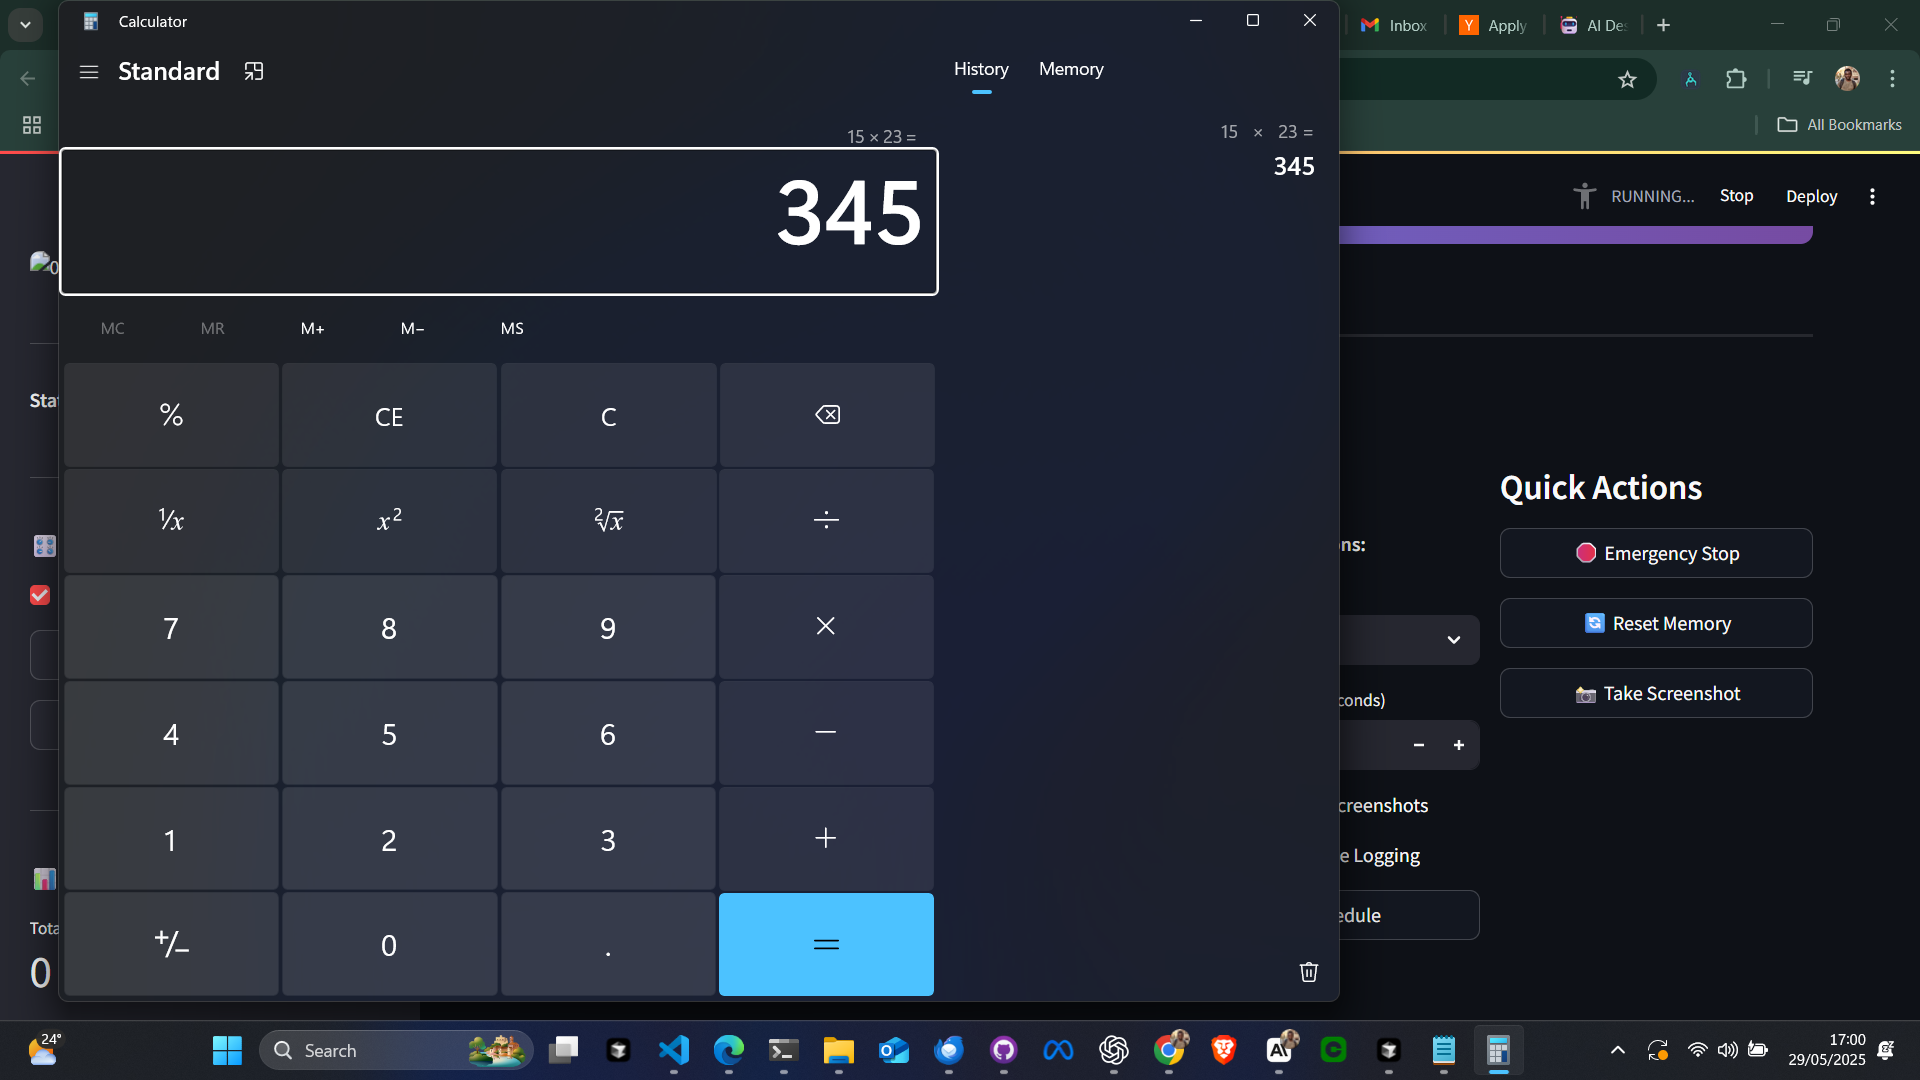 Calculator
Inbox
Apply
AI De
Standard
History
Memory
All Bookmarks
15 × 23 =
345
15 × 23 =
345
RUNNING...
Stop
Deploy
MC
MR
M+
M−
MS
%
CE
C
⅟x
x²
²√x
÷
7
8
9
×
4
5
6
−
1
2
3
+
+/−
0
.
=
Quick Actions
Emergency Stop
Reset Memory
Take Screenshot
ns:
conds)
− +
creenshots
e Logging
edule
Sta
Tota
0
24°
Search
17:00
29/05/2025